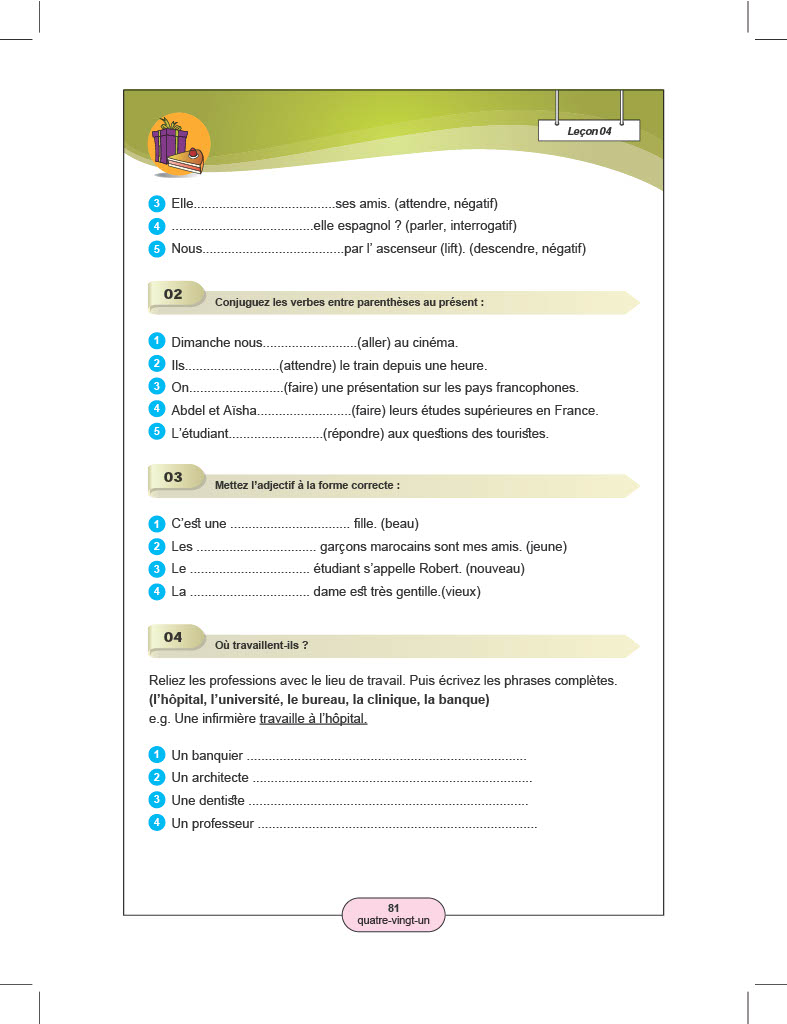 Leçon 04
3 Elle.......................................ses amis. (attendre, négatif)
4 .......................................elle espagnol ? (parler, interrogatif)
5 Nous.......................................par l’ ascenseur (lift). (descendre, négatif)
02 Conjuguez les verbes entre parenthèses au présent :
1 Dimanche nous..........................(aller) au cinéma.
2 Ils..........................(attendre) le train depuis une heure.
3 On..........................(faire) une présentation sur les pays francophones.
4 Abdel et Aïsha..........................(faire) leurs études supérieures en France.
5 L’étudiant..........................(répondre) aux questions des touristes.
03 Mettez l’adjectif à la forme correcte :
1 C’est une ................................. fille. (beau)
2 Les ................................. garçons marocains sont mes amis. (jeune)
3 Le ................................. étudiant s’appelle Robert. (nouveau)
4 La ................................. dame est très gentille.(vieux)
04 Où travaillent-ils ?
Reliez les professions avec le lieu de travail. Puis écrivez les phrases complètes.
(l’hôpital, l’université, le bureau, la clinique, la banque)
e.g. Une infirmière travaille à l’hôpital.
1 Un banquier .............................................................................
2 Un architecte .............................................................................
3 Une dentiste .............................................................................
4 Un professeur .............................................................................
81
quatre-vingt-un